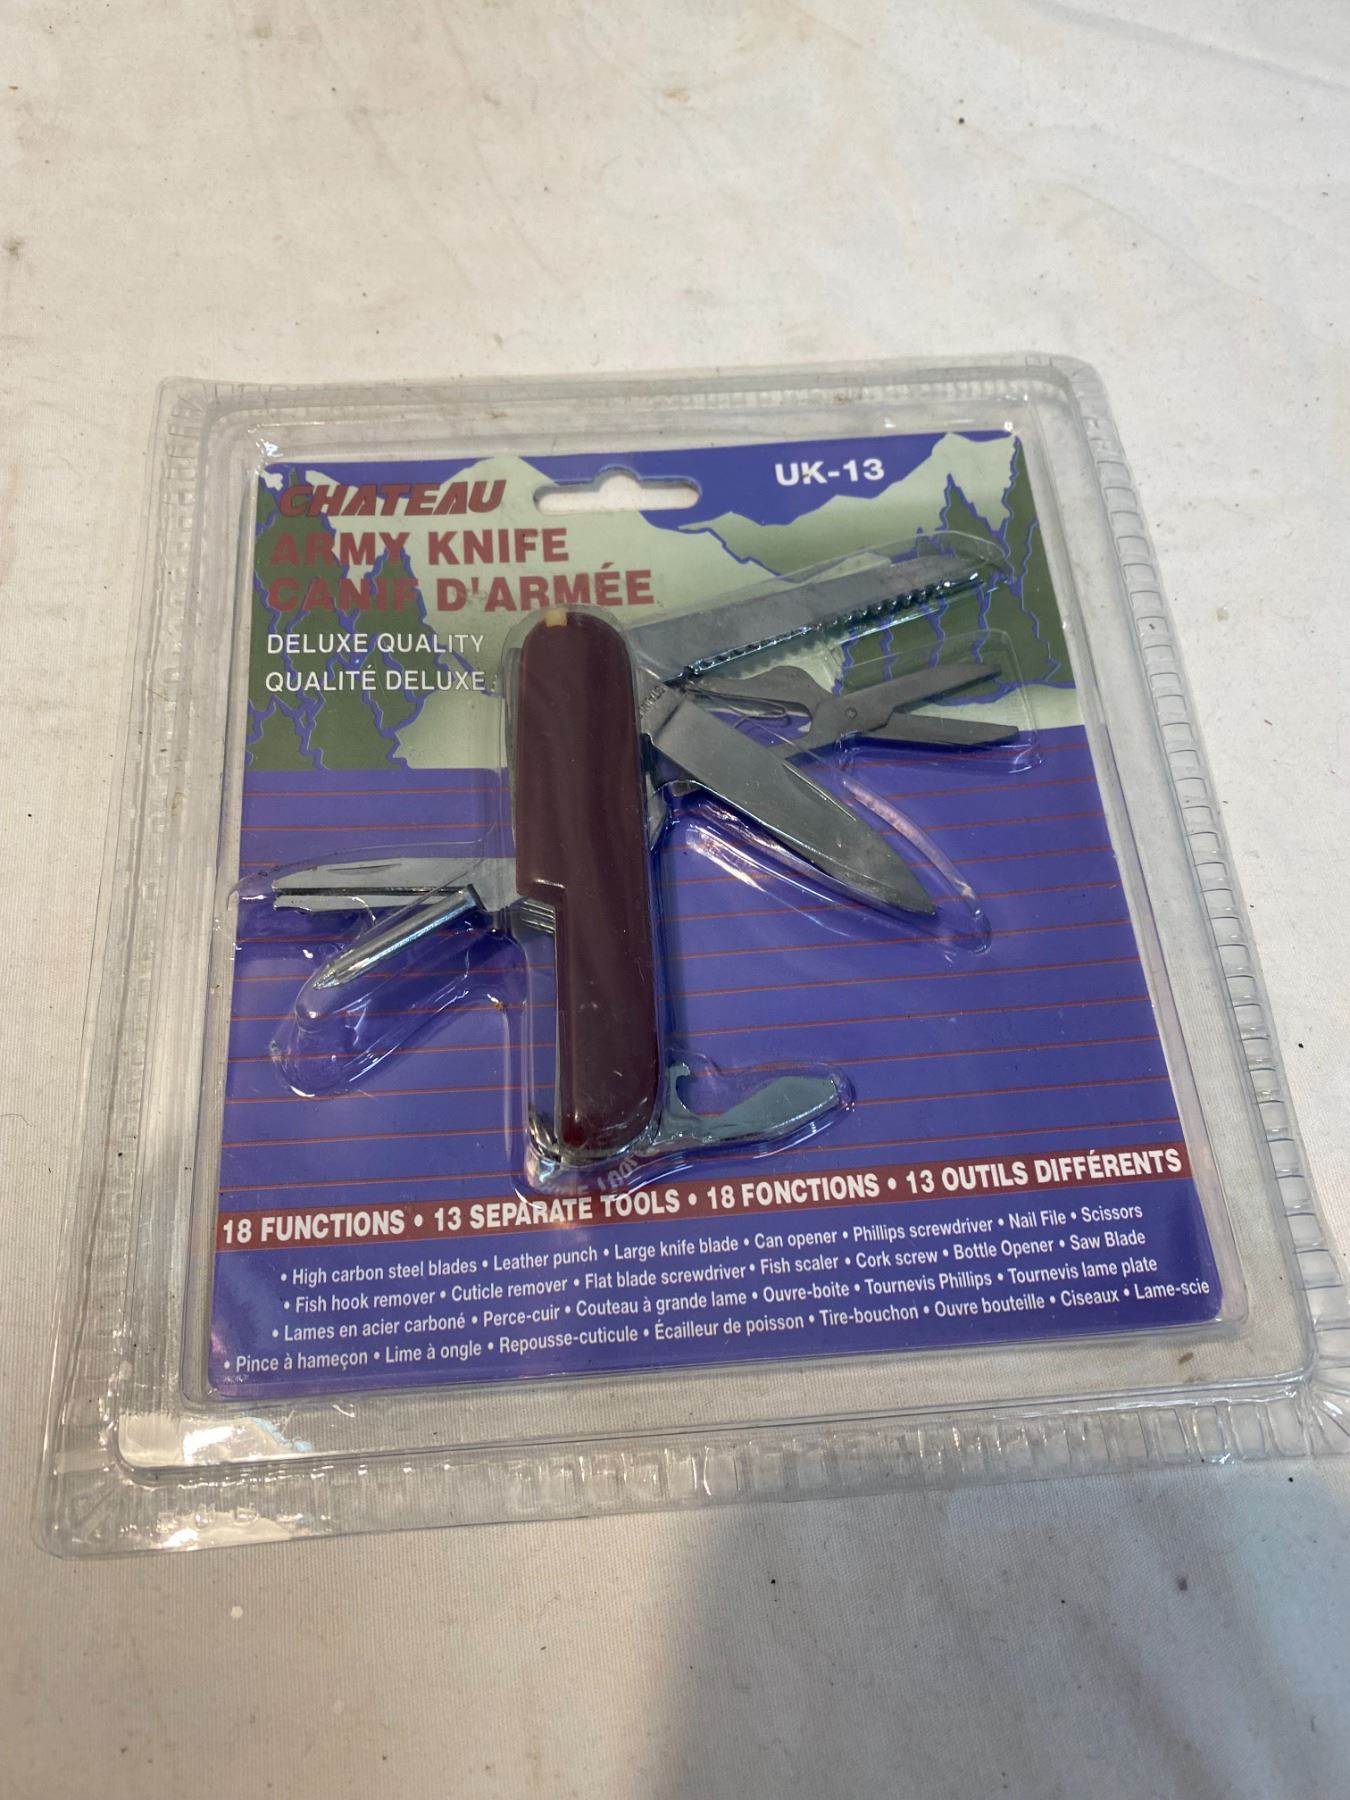 CHATEAU
UK-13
ARMY KNIFE
CANIF D'ARMÉE
DELUXE QUALITY
QUALITÉ DELUXE
18 FUNCTIONS • 13 SEPARATE TOOLS • 18 FONCTIONS • 13 OUTILS DIFFÉRENTS
• High carbon steel blades • Leather punch • Large knife blade • Can opener • Phillips screwdriver • Nail File • Scissors
• Fish hook remover • Cuticle remover • Flat blade screwdriver • Fish scaler • Cork screw • Bottle Opener • Saw Blade
• Lames en acier carboné • Perce-cuir • Couteau à grande lame • Ouvre-boite • Tournevis Phillips • Tournevis lame plate
• Pince à hameçon • Lime à ongle • Repousse-cuticule • Écailleur de poisson • Tire-bouchon • Ouvre bouteille • Ciseaux • Lame-scie